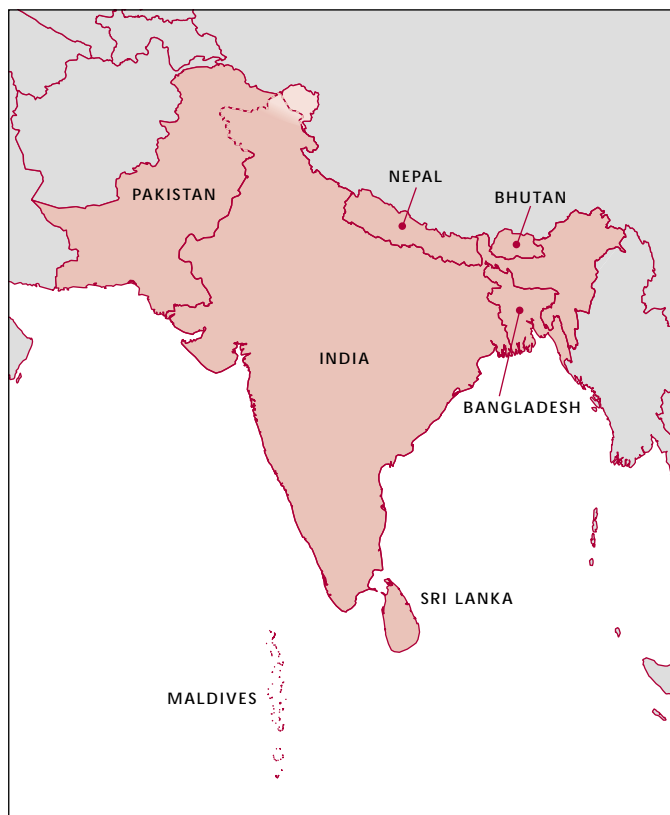 NEPAL
PAKISTAN
BHUTAN
INDIA
BANGLADESH
SRI LANKA
MALDIVES